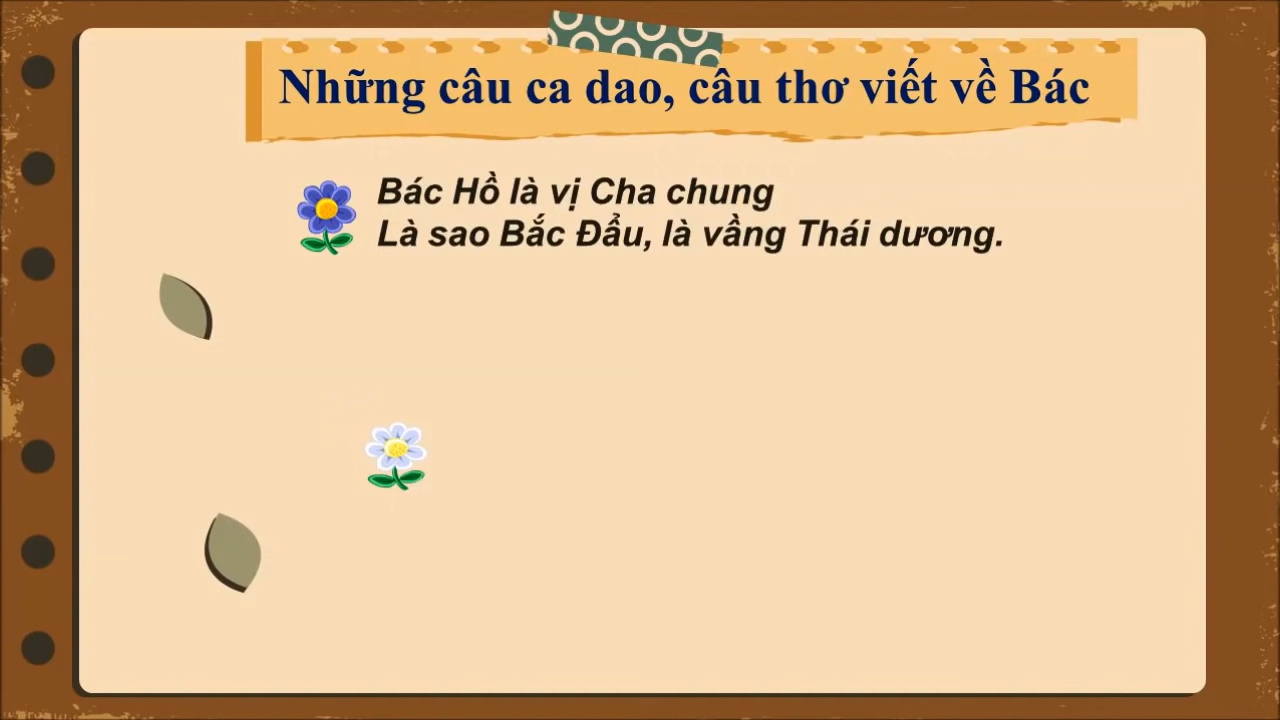 Những câu ca dao, câu thơ viết về Bác
Bác Hồ là vị Cha chung
Là sao Bắc Đẩu, là vầng Thái dương.